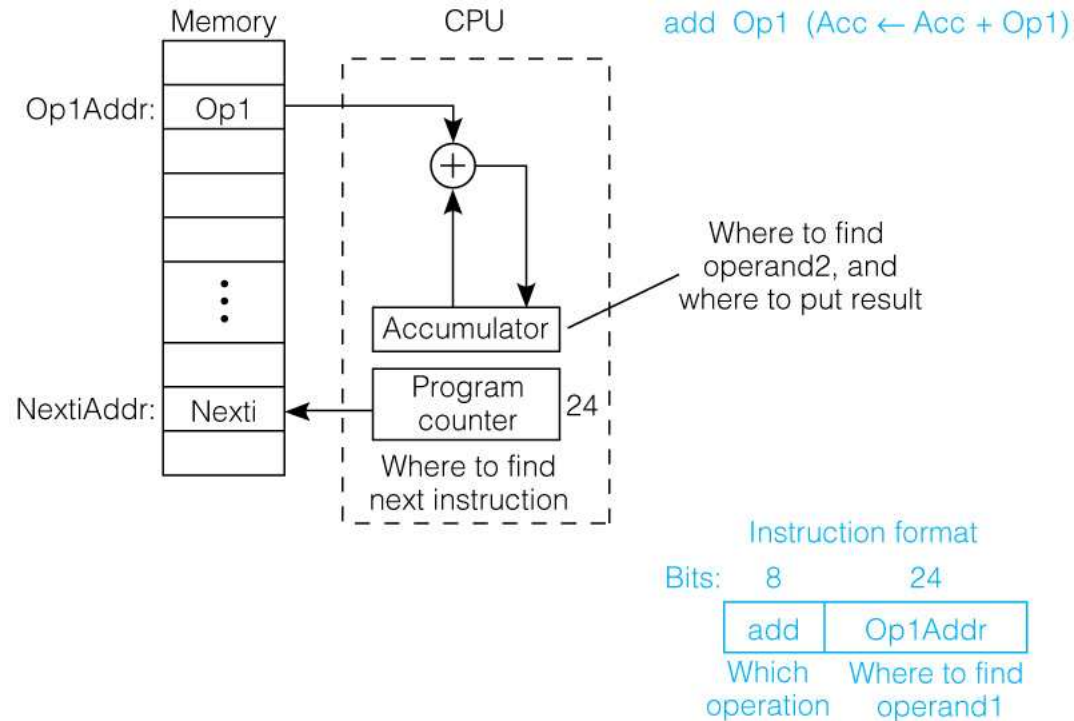 Memory
CPU
add Op1 (Acc ← Acc + Op1)
Op1Addr:
Op1
+
Where to find
operand2, and
where to put result
Accumulator
Program
counter
24
NextiAddr:
Nexti
Where to find
next instruction
Instruction format
Bits: 8 24
add Op1Addr
Which Where to find
operation operand1